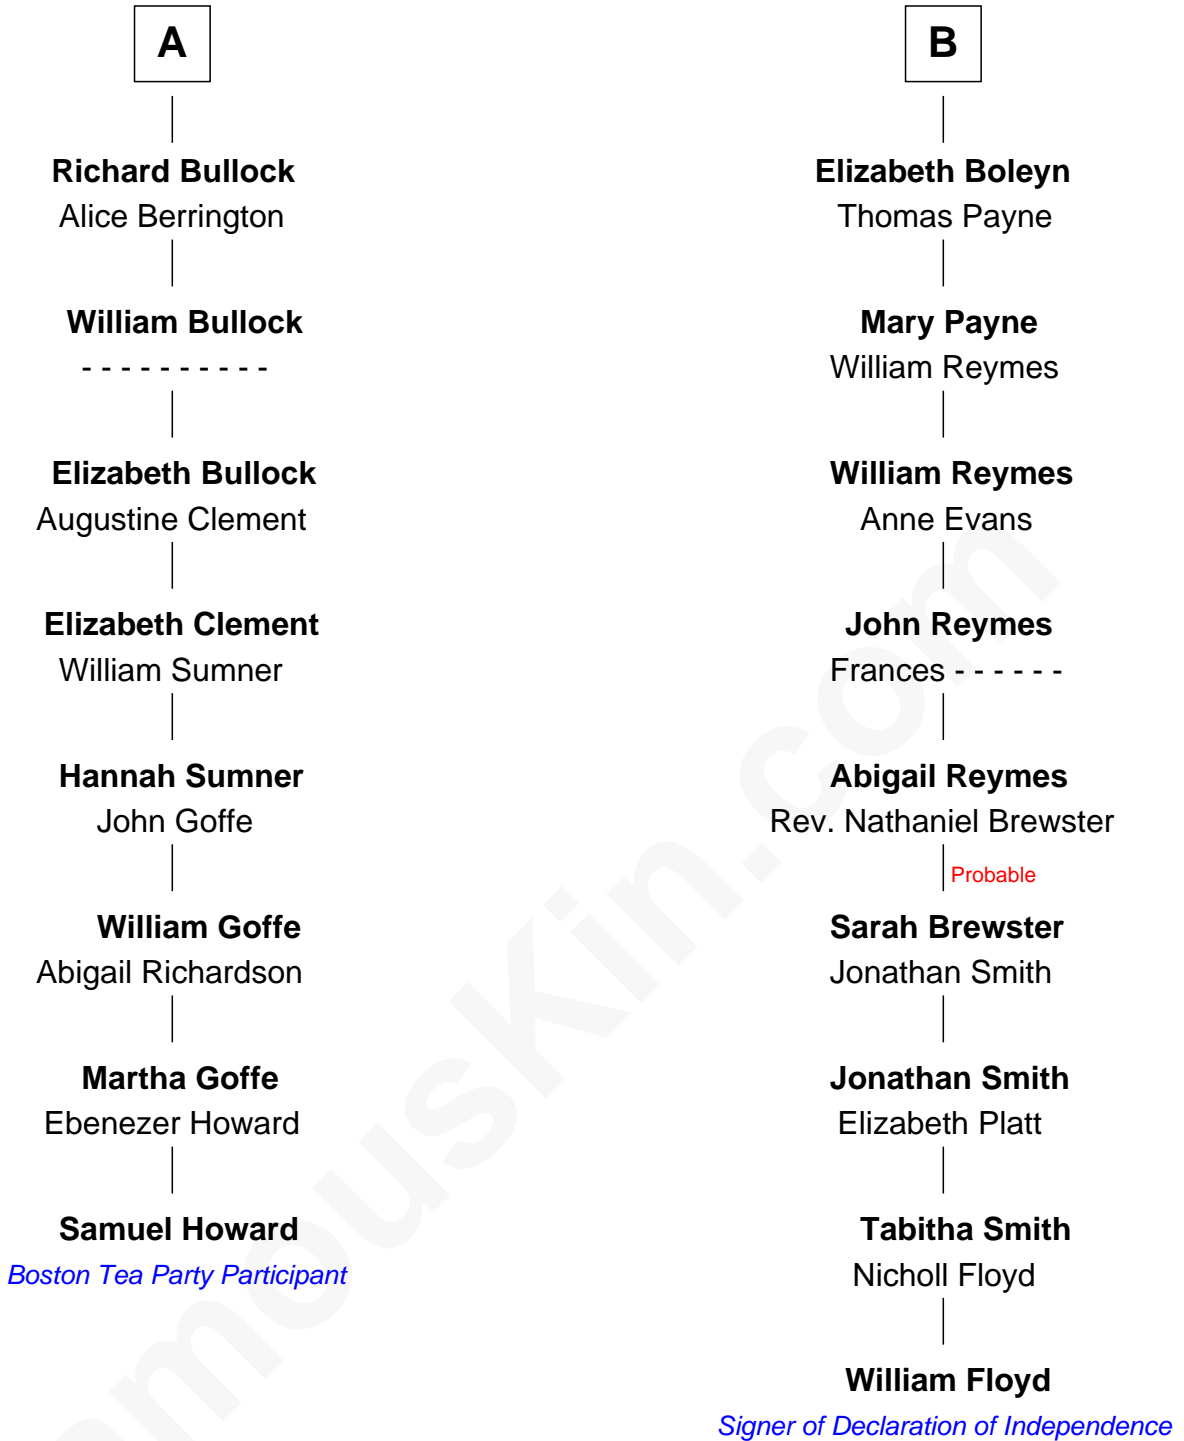 A
Richard Bullock
Alice Berrington
William Bullock
- - - - - - - - - -
Elizabeth Bullock
Augustine Clement
Elizabeth Clement
William Sumner
Hannah Sumner
John Goffe
William Goffe
Abigail Richardson
Martha Goffe
Ebenezer Howard
Samuel Howard
Boston Tea Party Participant
B
Elizabeth Boleyn
Thomas Payne
Mary Payne
William Reymes
William Reymes
Anne Evans
John Reymes
Frances - - - - - -
Abigail Reymes
Rev. Nathaniel Brewster
Probable
Sarah Brewster
Jonathan Smith
Jonathan Smith
Elizabeth Platt
Tabitha Smith
Nicholl Floyd
William Floyd
Signer of Declaration of Independence
amouskin.com